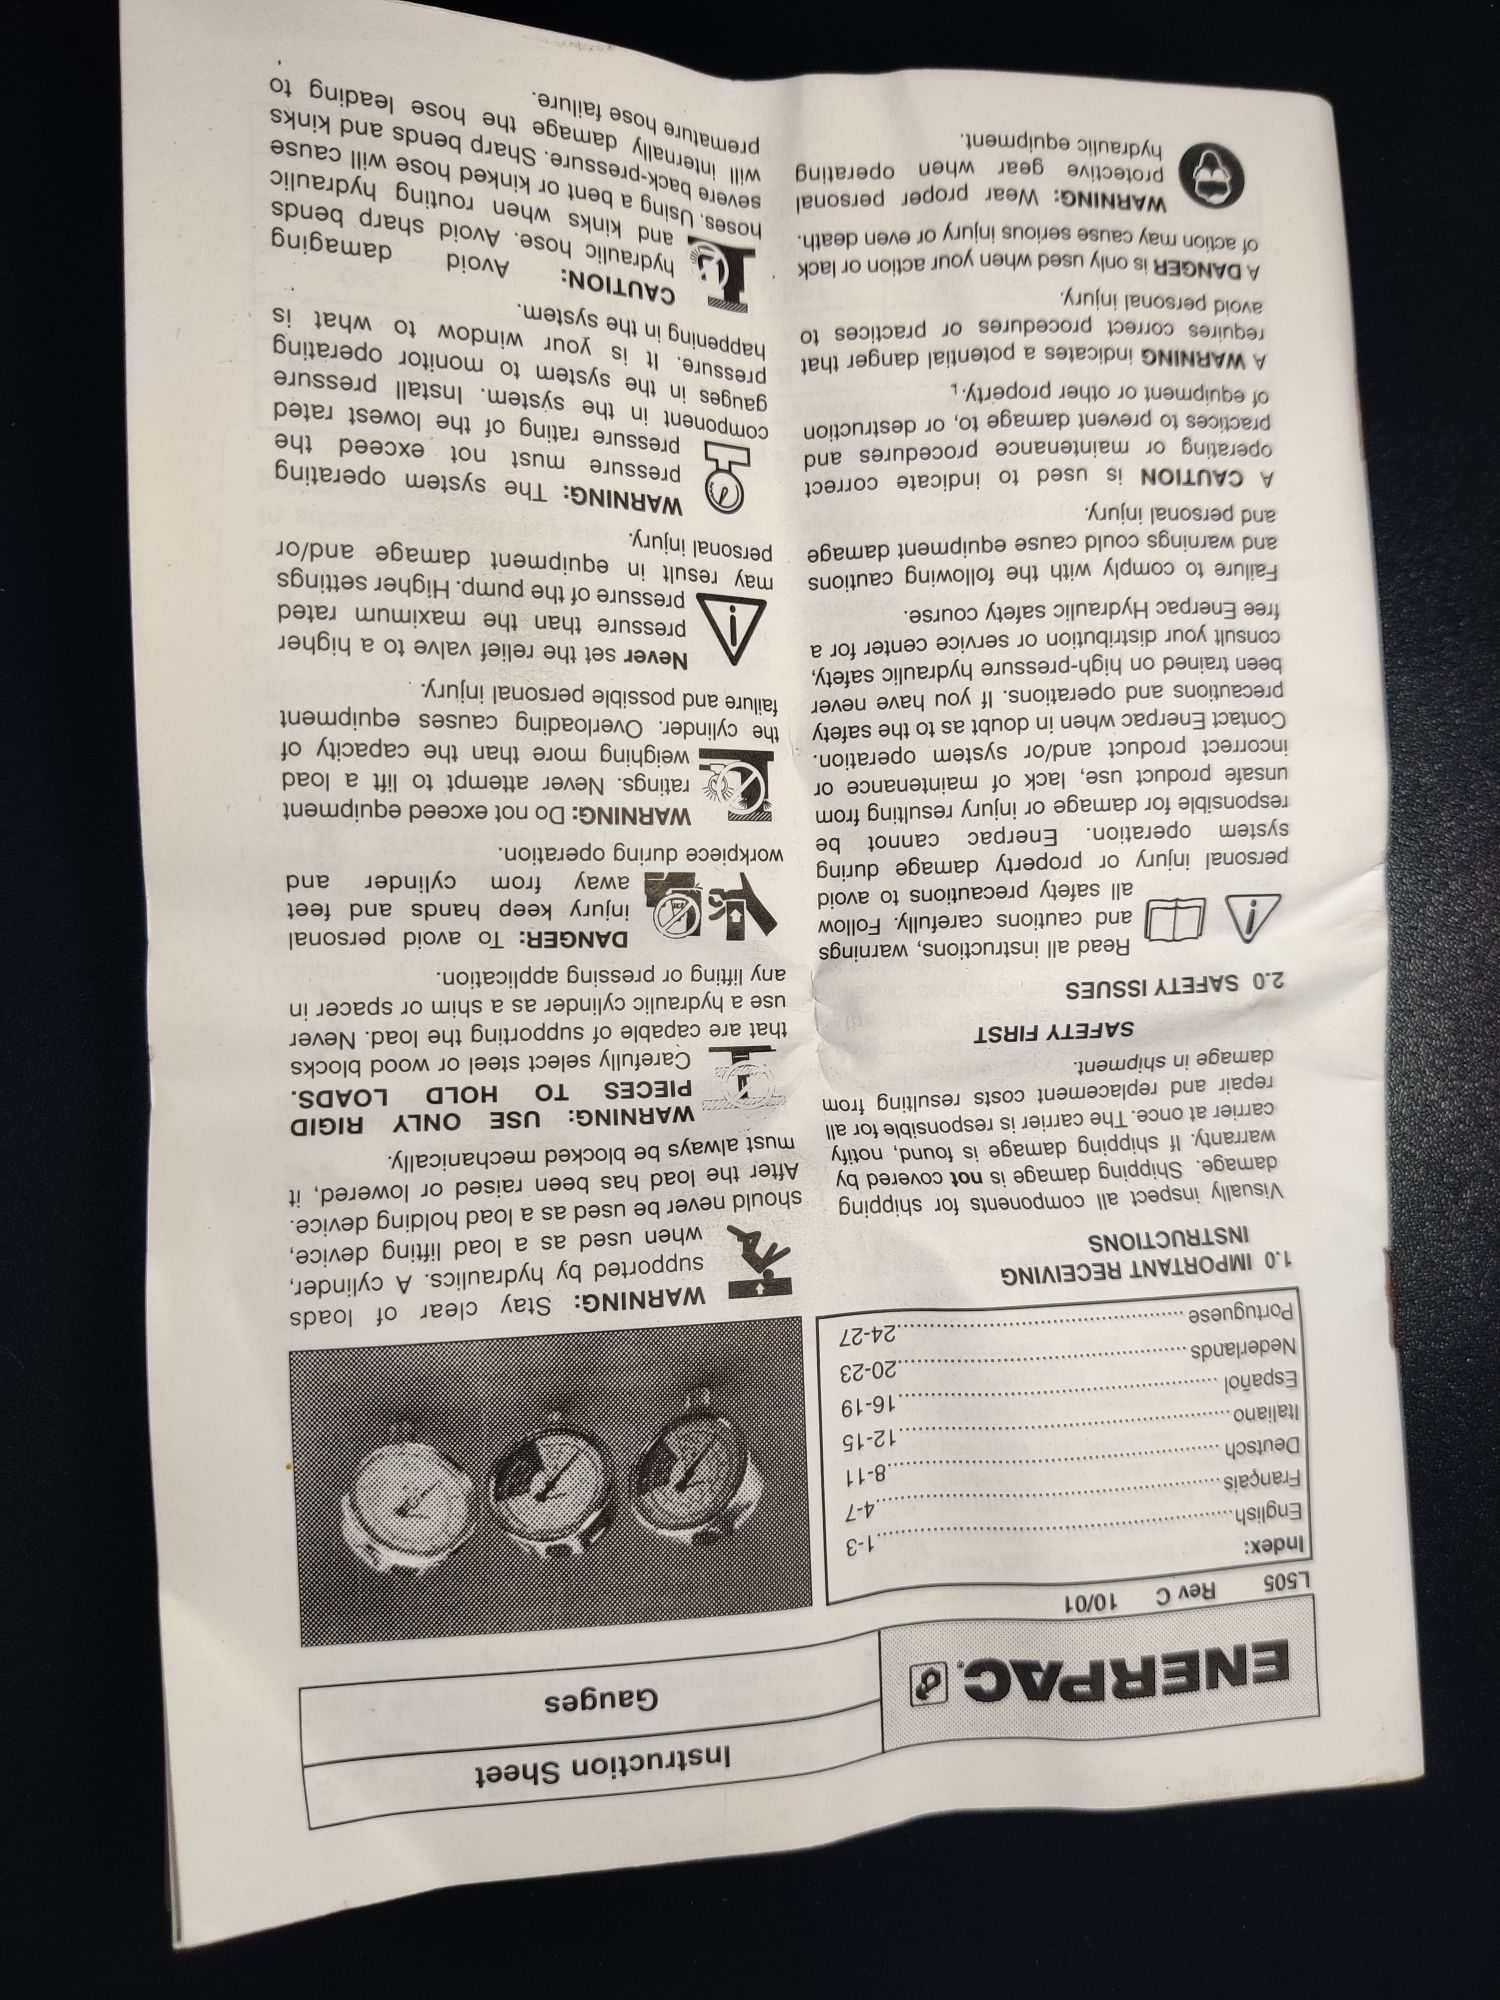 ENERPAC
Instruction Sheet
Gauges
L505 Rev C 10/01
Index:
English 1-3
Français 4-7
Deutsch 8-11
Italiano 12-15
Español 16-19
Nederlands 20-23
Portuguese 24-27
1.0 IMPORTANT RECEIVING
INSTRUCTIONS
Visually inspect all components for shipping
damage. Shipping damage is not covered by
warranty. If shipping damage is found, notify
carrier at once. The carrier is responsible for all
repair and replacement costs resulting from
damage in shipment.
SAFETY FIRST
2.0 SAFETY ISSUES
Read all instructions, warnings
and cautions carefully. Follow
all safety precautions to avoid
personal injury or property damage during
system operation. Enerpac cannot be
responsible for damage or injury resulting from
unsafe product use, lack of maintenance or
incorrect product and/or system operation.
Contact Enerpac when in doubt as to the safety
precautions and operations. If you have never
been trained on high-pressure hydraulic safety,
consult your distribution or service center for a
free Enerpac Hydraulic safety course.
Failure to comply with the following cautions
and warnings could cause equipment damage
and personal injury.
A CAUTION is used to indicate correct
operating or maintenance procedures and
practices to prevent damage to, or destruction
of equipment or other property.
A WARNING indicates a potential danger that
requires correct procedures or practices to
avoid personal injury.
A DANGER is only used when your action or lack
of action may cause serious injury or even death.
WARNING: Wear proper personal
protective gear when operating
hydraulic equipment.
WARNING: Stay clear of loads
supported by hydraulics. A cylinder,
when used as a load lifting device,
should never be used as a load holding device.
After the load has been raised or lowered, it
must always be blocked mechanically.
WARNING: USE ONLY RIGID
PIECES TO HOLD LOADS.
Carefully select steel or wood blocks
that are capable of supporting the load. Never
use a hydraulic cylinder as a shim or spacer in
any lifting or pressing application.
DANGER: To avoid personal
injury keep hands and feet
away from cylinder and
workpiece during operation.
WARNING: Do not exceed equipment
ratings. Never attempt to lift a load
weighing more than the capacity of
the cylinder. Overloading causes equipment
failure and possible personal injury.
Never set the relief valve to a higher
pressure than the maximum rated
pressure of the pump. Higher settings
may result in equipment damage and/or
personal injury.
WARNING: The system operating
pressure must not exceed the
pressure rating of the lowest rated
component in the system. Install pressure
gauges in the system to monitor operating
pressure. It is your window to what is
happening in the system.
CAUTION: Avoid damaging
hydraulic hose. Avoid sharp bends
and kinks when routing hydraulic
hoses. Using a bent or kinked hose will cause
severe back-pressure. Sharp bends and kinks
will internally damage the hose leading to
premature hose failure.